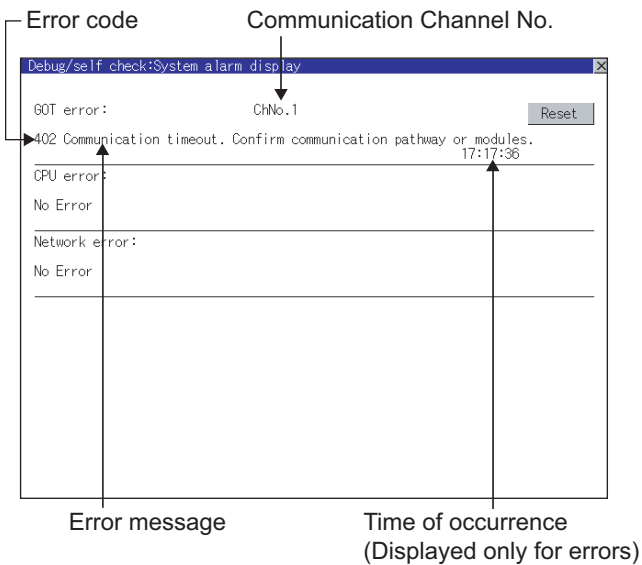 Error code
Communication Channel No.
Debug/self check:System alarm display
GOT error:
ChNo.1
Reset
402 Communication timeout. Confirm communication pathway or modules.
17:17:36
CPU error:
No Error
Network error:
No Error
Error message
Time of occurrence
(Displayed only for errors)